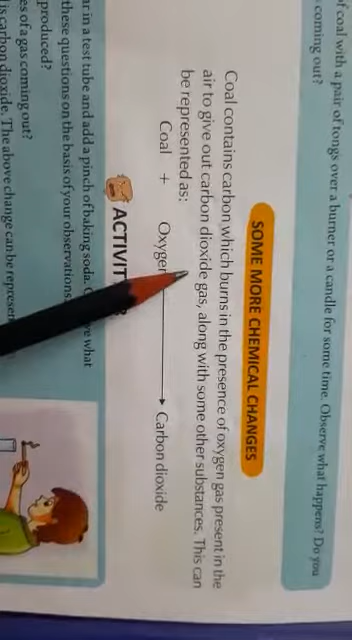 of coal with a pair of tongs over a burner or a candle for some time. Observe what happens? Do you
coming out?
SOME MORE CHEMICAL CHANGES
Coal contains carbon which burns in the presence of oxygen gas present in the
air to give out carbon dioxide gas, along with some other substances. This can
be represented as:
Coal + Oxygen → Carbon dioxide
in a test tube and add a pinch of baking soda. what
these questions on the basis of your observations
produced?
of a gas coming out?
is carbon dioxide. The above change can be